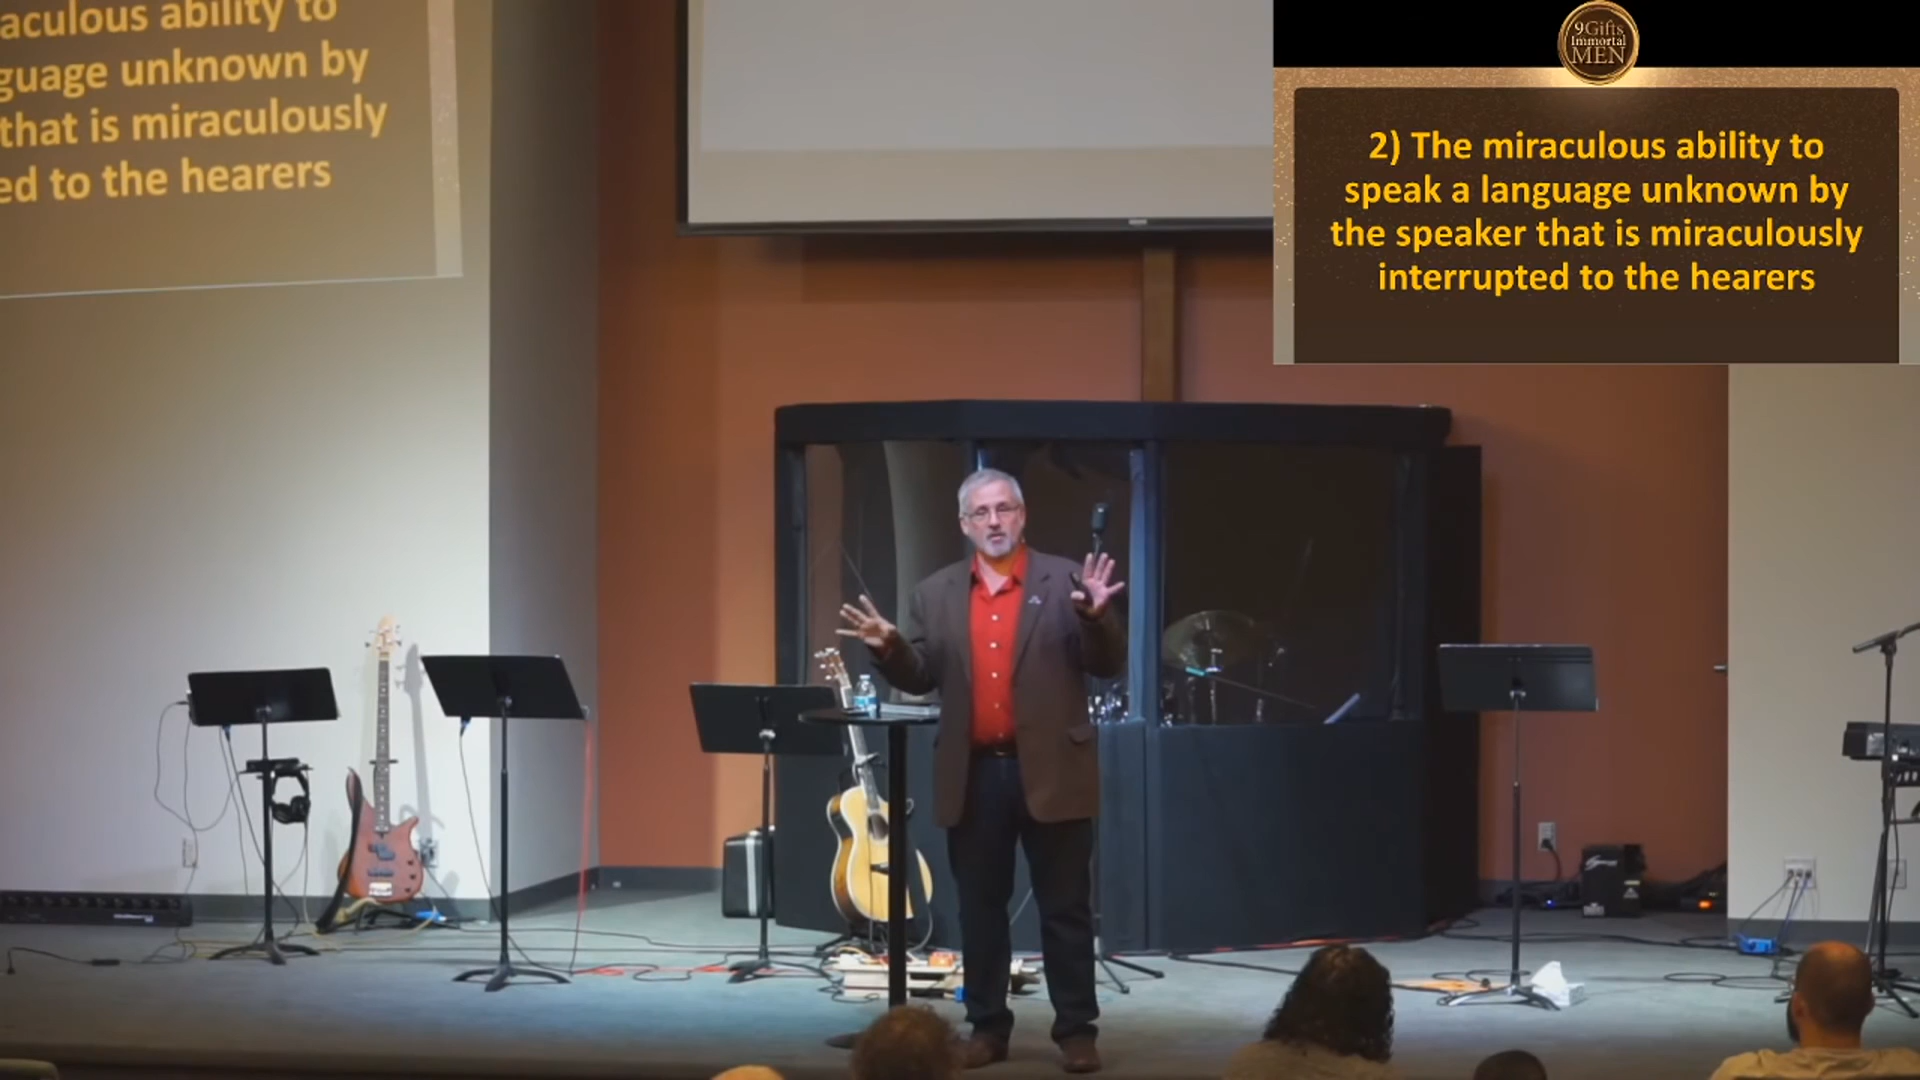 aculous ability to
guage unknown by
that is miraculously
ed to the hearers
9Gifts
Immortal
MEN
2) The miraculous ability to
speak a language unknown by
the speaker that is miraculously
interrupted to the hearers